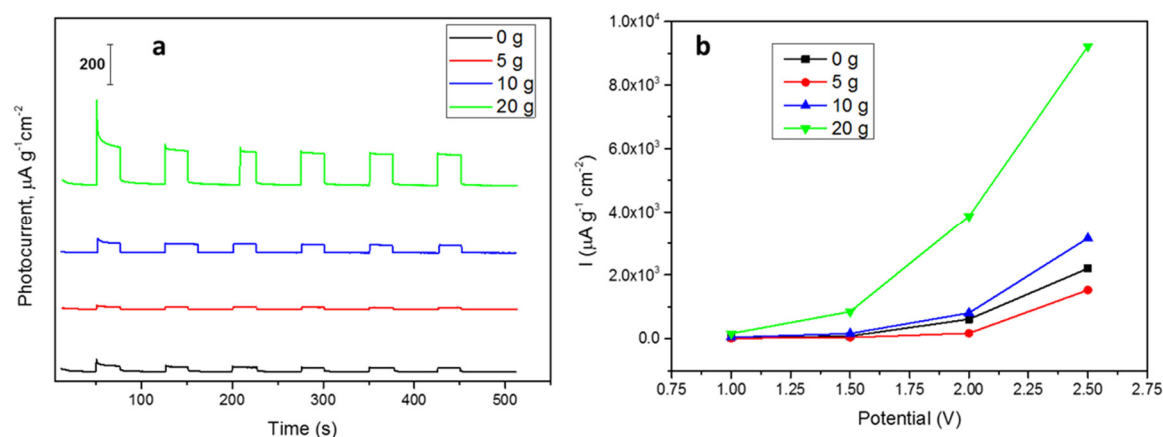 a
200
0 g
5 g
10 g
20 g
Photocurrent, µA g⁻¹cm⁻²
100 200 300 400 500
Time (s)
b
0 g
5 g
10 g
20 g
1.0x10⁴
8.0x10³
6.0x10³
4.0x10³
2.0x10³
0.0
I (µA g⁻¹ cm⁻²)
0.75 1.00 1.25 1.50 1.75 2.00 2.25 2.50 2.75
Potential (V)